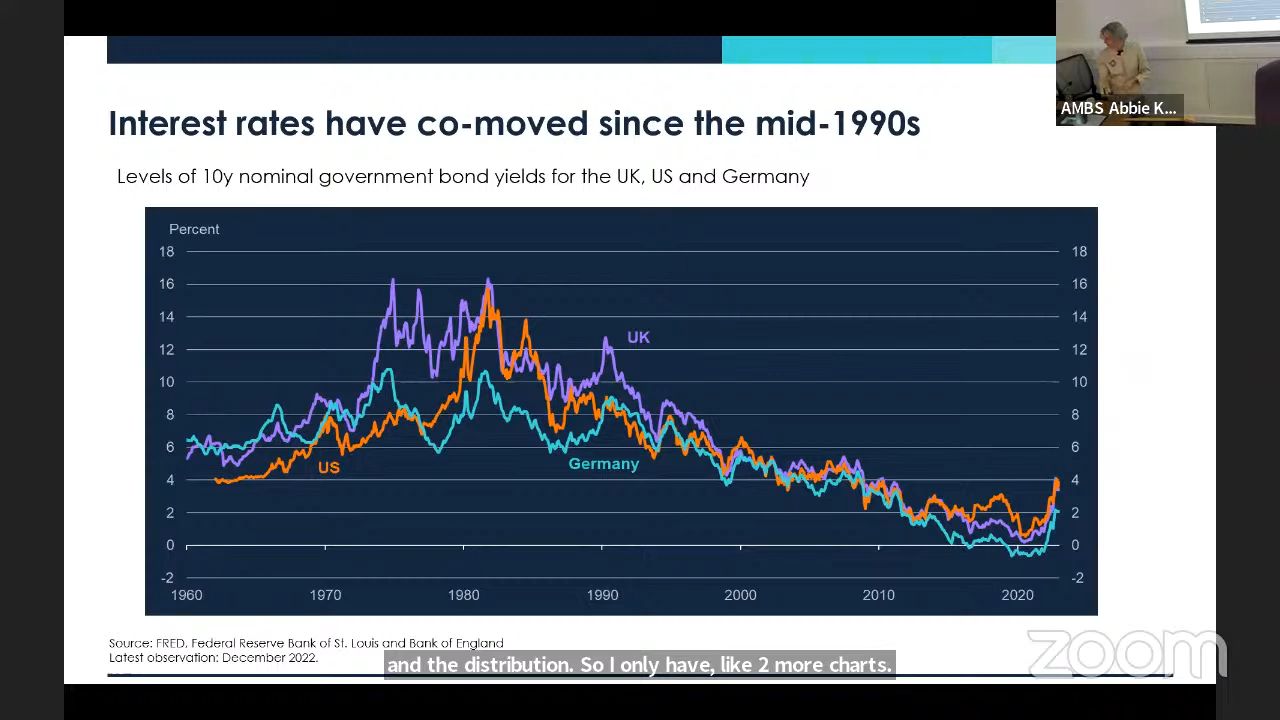 AMBS Abbie K...
Interest rates have co-moved since the mid-1990s
Levels of 10y nominal government bond yields for the UK, US and Germany
Percent
18 18
16 16
14 14
12 12
10 10
8 8
6 6
4 4
2 2
0 0
-2 -2
UK
US
Germany
1960 1970 1980 1990 2000 2010 2020
Source: FRED, Federal Reserve Bank of St. Louis and Bank of England
Latest observation: December 2022.
and the distribution. So I only have, like 2 more charts.
zoom